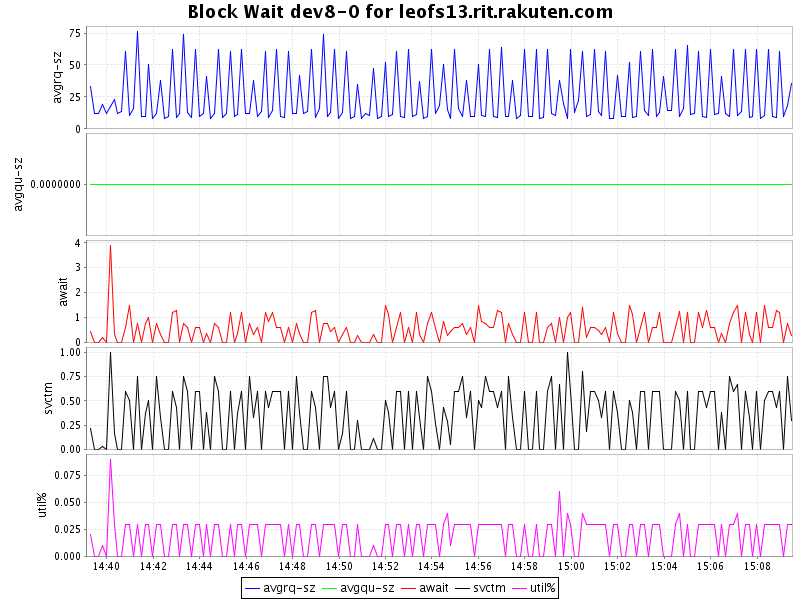 Block Wait dev8-0 for leofs13.rit.rakuten.com
avgrq-sz
75
50
25
0
avgqu-sz
0.0000000
await
4
3
2
1
0
svctm
1.00
0.75
0.50
0.25
0.00
util%
0.075
0.050
0.025
0.000
14:40 14:42 14:44 14:46 14:48 14:50 14:52 14:54 14:56 14:58 15:00 15:02 15:04 15:06 15:08
avgrq-sz avgqu-sz await svctm util%